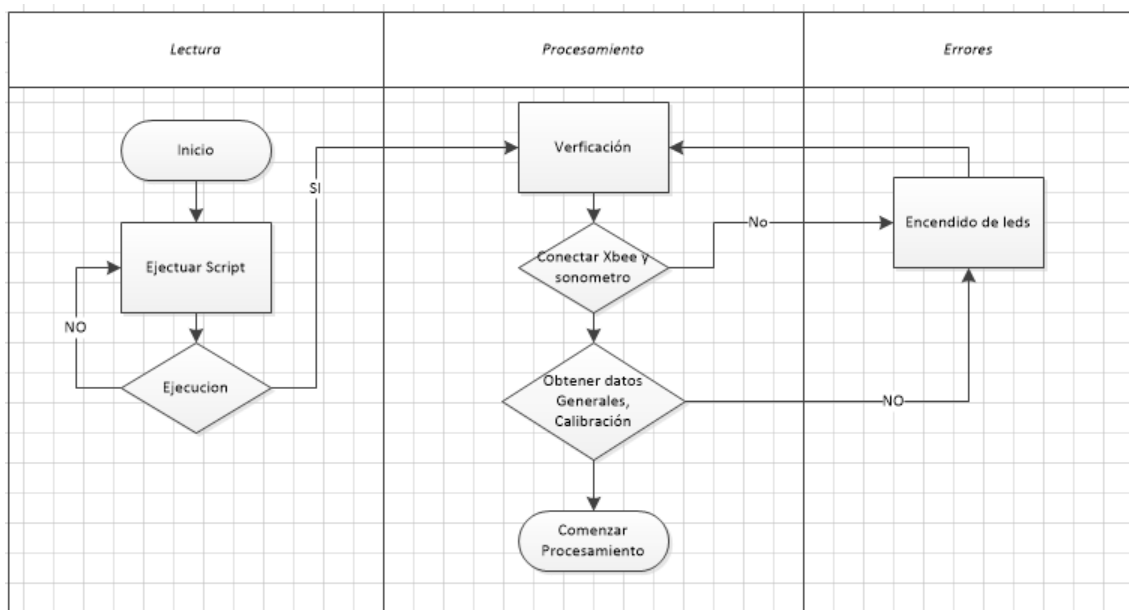 Lectura
Procesamiento
Errores
Inicio
Ejectuar Script
NO
Ejecucion
SI
Verficación
Conectar Xbee y
sonometro
No
Encendido de leds
Obtener datos
Generales,
Calibración
NO
Comenzar
Procesamiento